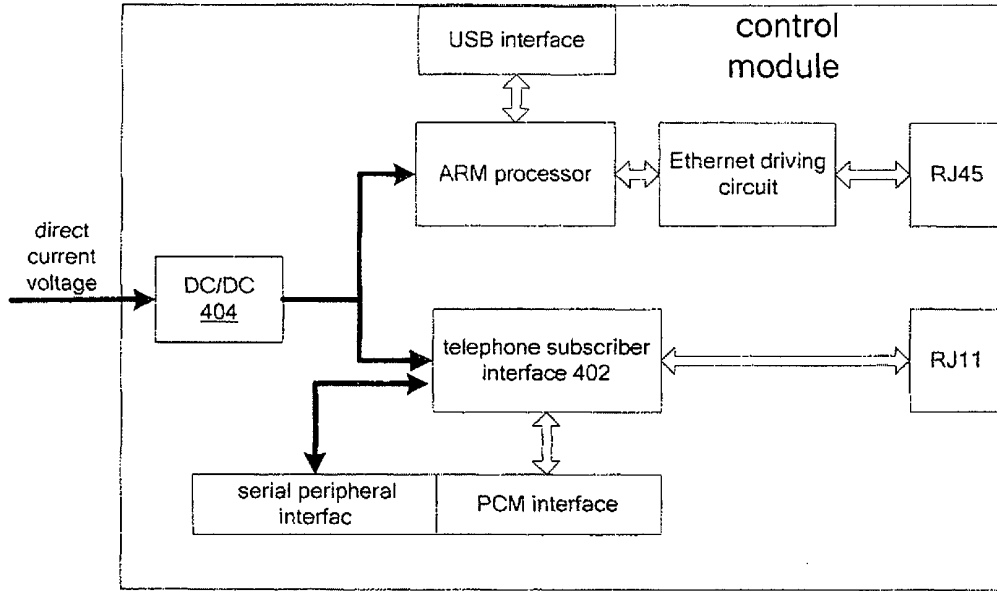 USB interface
control
module
ARM processor
Ethernet driving
circuit
RJ45
direct
current
voltage
DC/DC
404
telephone subscriber
interface 402
RJ11
serial peripheral
interfac
PCM interface